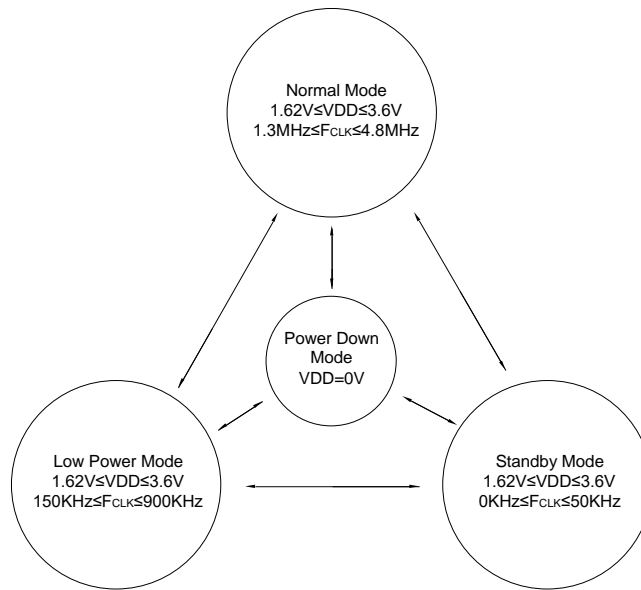 Normal Mode
1.62V≤VDD≤3.6V
1.3MHz≤FCLK≤4.8MHz
Power Down
Mode
VDD=0V
Low Power Mode
1.62V≤VDD≤3.6V
150KHz≤FCLK≤900KHz
Standby Mode
1.62V≤VDD≤3.6V
0KHz≤FCLK≤50KHz